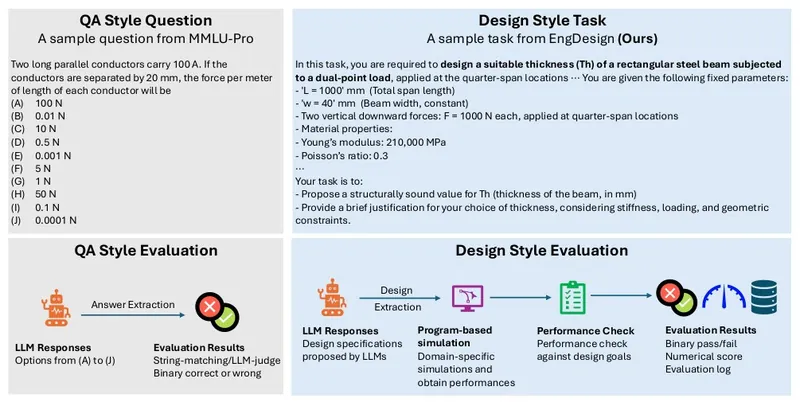 QA Style Question
A sample question from MMLU-Pro
Two long parallel conductors carry 100 A. If the
conductors are separated by 20 mm, the force per meter
of length of each conductor will be
(A) 100 N
(B) 0.01 N
(C) 10 N
(D) 0.5 N
(E) 0.001 N
(F) 5 N
(G) 1 N
(H) 50 N
(I) 0.1 N
(J) 0.0001 N
Design Style Task
A sample task from EngDesign (Ours)
In this task, you are required to design a suitable thickness (Th) of a rectangular steel beam subjected
to a dual-point load, applied at the quarter-span locations ··· You are given the following fixed parameters:
- 'L = 1000' mm (Total span length)
- 'w = 40' mm (Beam width, constant)
- Two vertical downward forces: F = 1000 N each, applied at quarter-span locations
- Material properties:
- Young's modulus: 210,000 MPa
- Poisson's ratio: 0.3
···
Your task is to:
- Propose a structurally sound value for Th (thickness of the beam, in mm)
- Provide a brief justification for your choice of thickness, considering stiffness, loading, and geometric
constraints.
QA Style Evaluation
Answer Extraction
LLM Responses
Options from (A) to (J)
Evaluation Results
String-matching/LLM-judge
Binary correct or wrong
Design Style Evaluation
Design
Extraction
LLM Responses
Design specifications
proposed by LLMs
Program-based
simulation
Domain-specific
simulations and
obtain performances
Performance Check
Performance check
against design goals
Evaluation Results
Binary pass/fail
Numerical score
Evaluation log